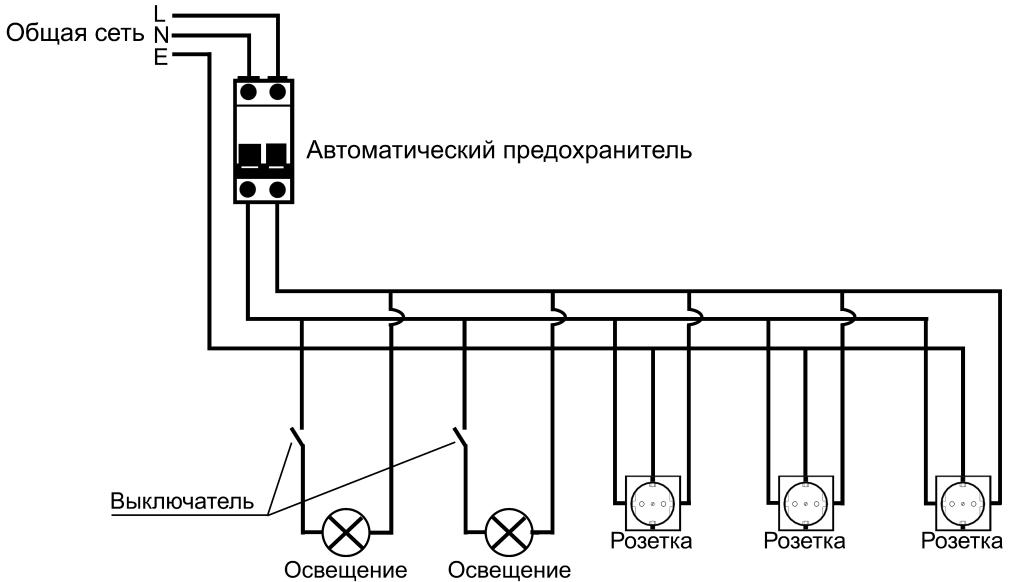 L
Общая сеть N
E
Автоматический предохранитель
Выключатель
Освещение
Освещение
Розетка
Розетка
Розетка